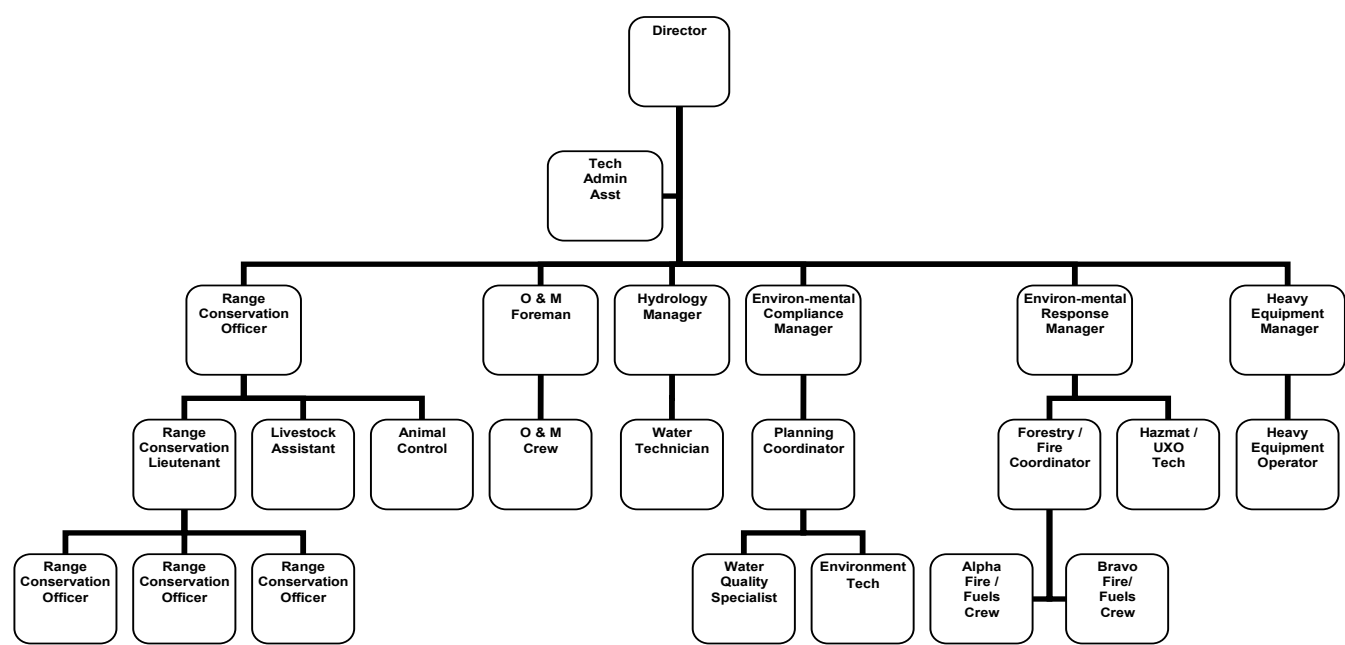 Director
Tech
Admin
Asst
Range
Conservation
Officer
O & M
Foreman
Hydrology
Manager
Environ-mental
Compliance
Manager
Environ-mental
Response
Manager
Heavy
Equipment
Manager
Range
Conservation
Lieutenant
Livestock
Assistant
Animal
Control
O & M
Crew
Water
Technician
Planning
Coordinator
Forestry /
Fire
Coordinator
Hazmat /
UXO
Tech
Heavy
Equipment
Operator
Range
Conservation
Officer
Range
Conservation
Officer
Range
Conservation
Officer
Water
Quality
Specialist
Environment
Tech
Alpha
Fire /
Fuels
Crew
Bravo
Fire/
Fuels
Crew